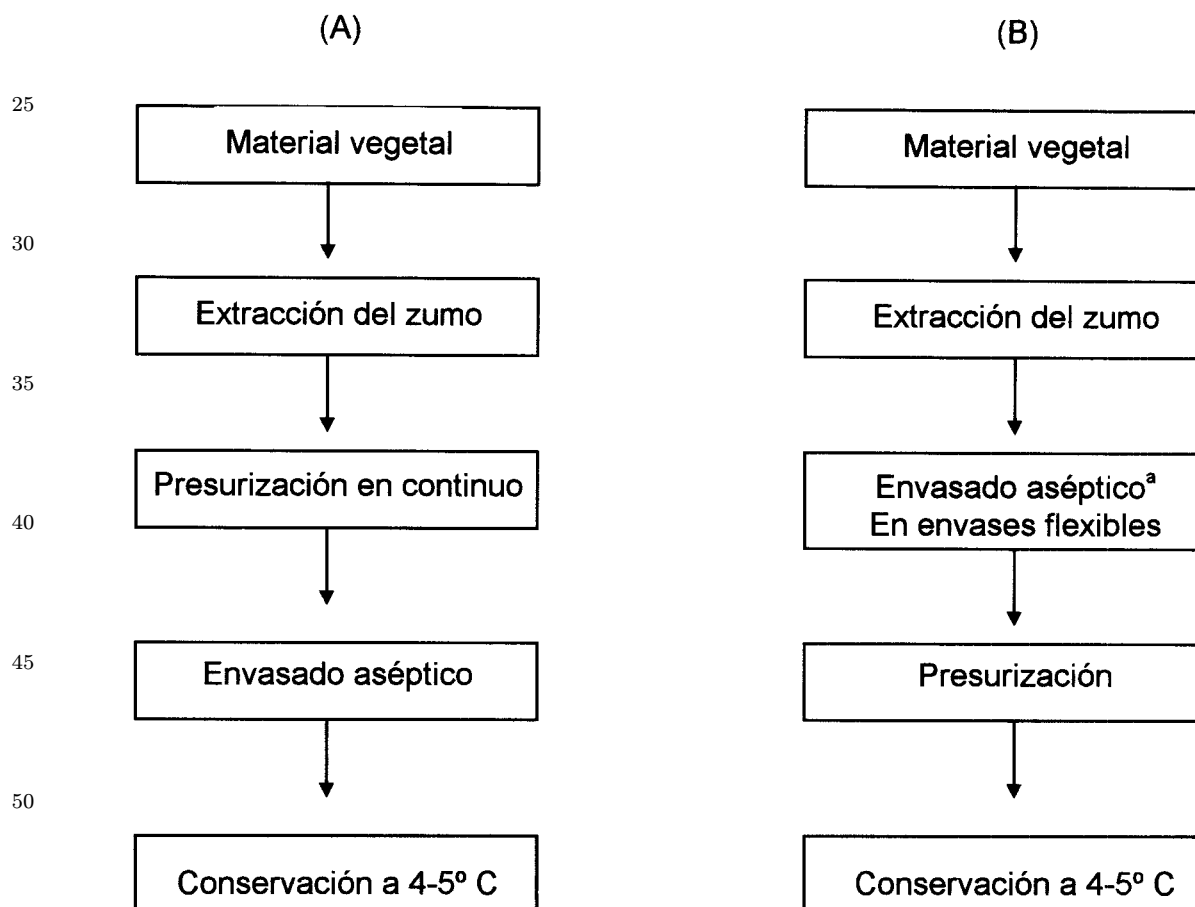 (A)
(B)
25
Material vegetal
Material vegetal
30
Extracción del zumo
Extracción del zumo
35
Presurización en continuo
Envasado aséptico^a
En envases flexibles
40
Envasado aséptico
Presurización
45
50
Conservación a 4-5º C
Conservación a 4-5º C